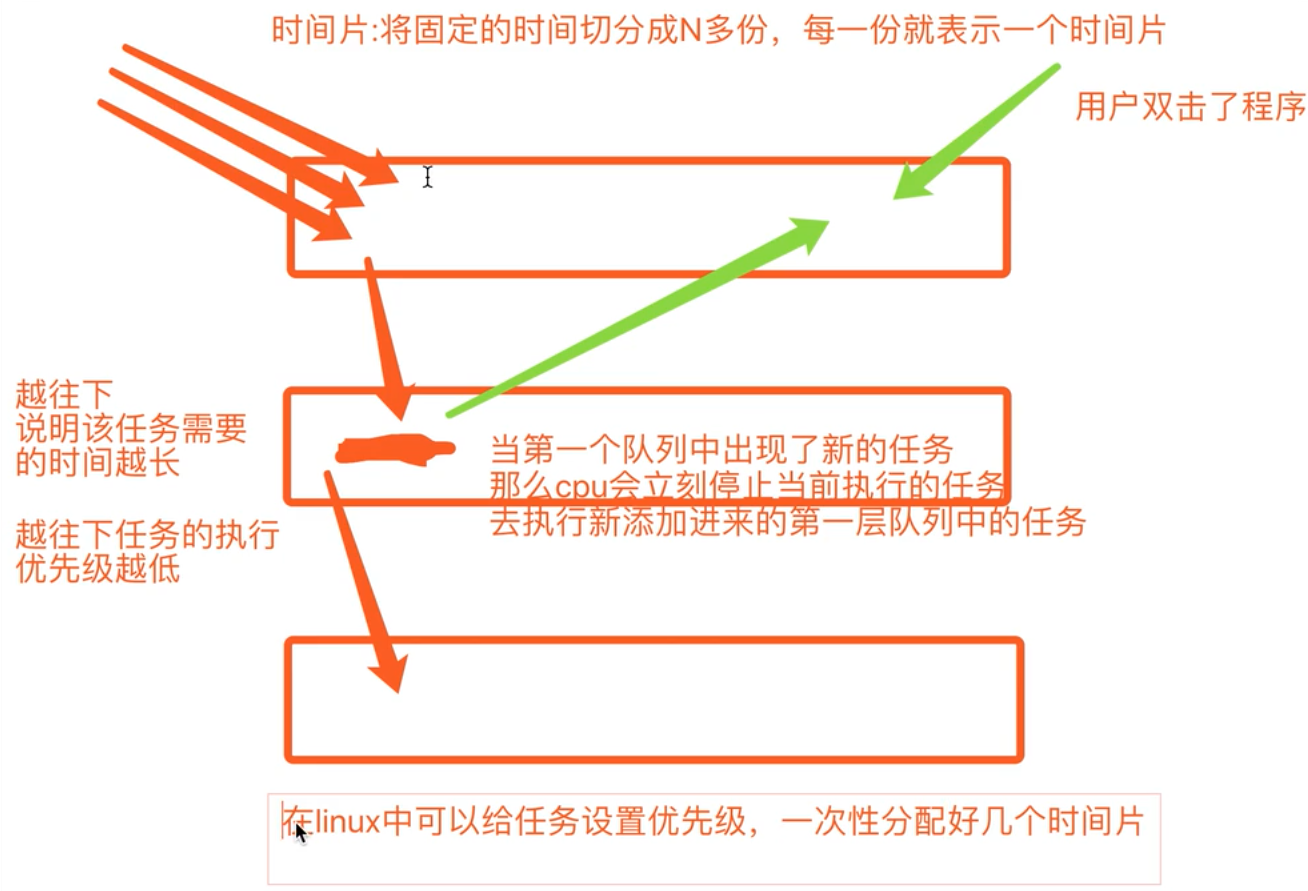 时间片:将固定的时间切分成N多份，每一份就表示一个时间片
用户双击了程序
越往下
说明该任务需要
的时间越长
越往下任务的执行
优先级越低
当第一个队列中出现了新的任务
那么cpu会立刻停止当前执行的任务
去执行新添加进来的第一层队列中的任务
在linux中可以给任务设置优先级，一次性分配好几个时间片